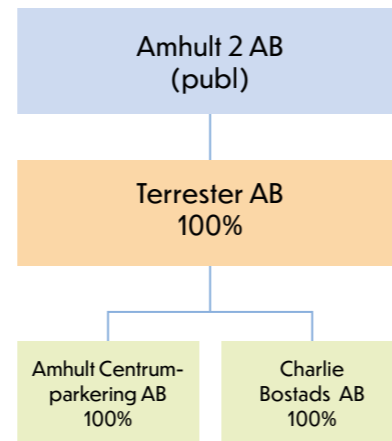 Amhult 2 AB
(publ)
Terrester AB
100%
Amhult Centrum-
parkering AB
100%
Charlie
Bostads AB
100%